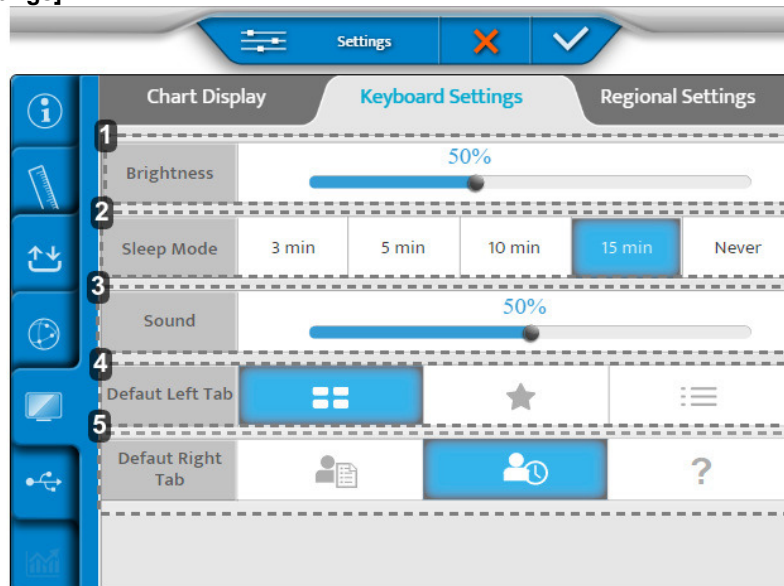 Settings
Chart Display Keyboard Settings Regional Settings
1
50%
Brightness
2
Sleep Mode 3 min 5 min 10 min 15 min Never
3
50%
Sound
4
Defaut Left Tab
5
Defaut Right
Tab
?